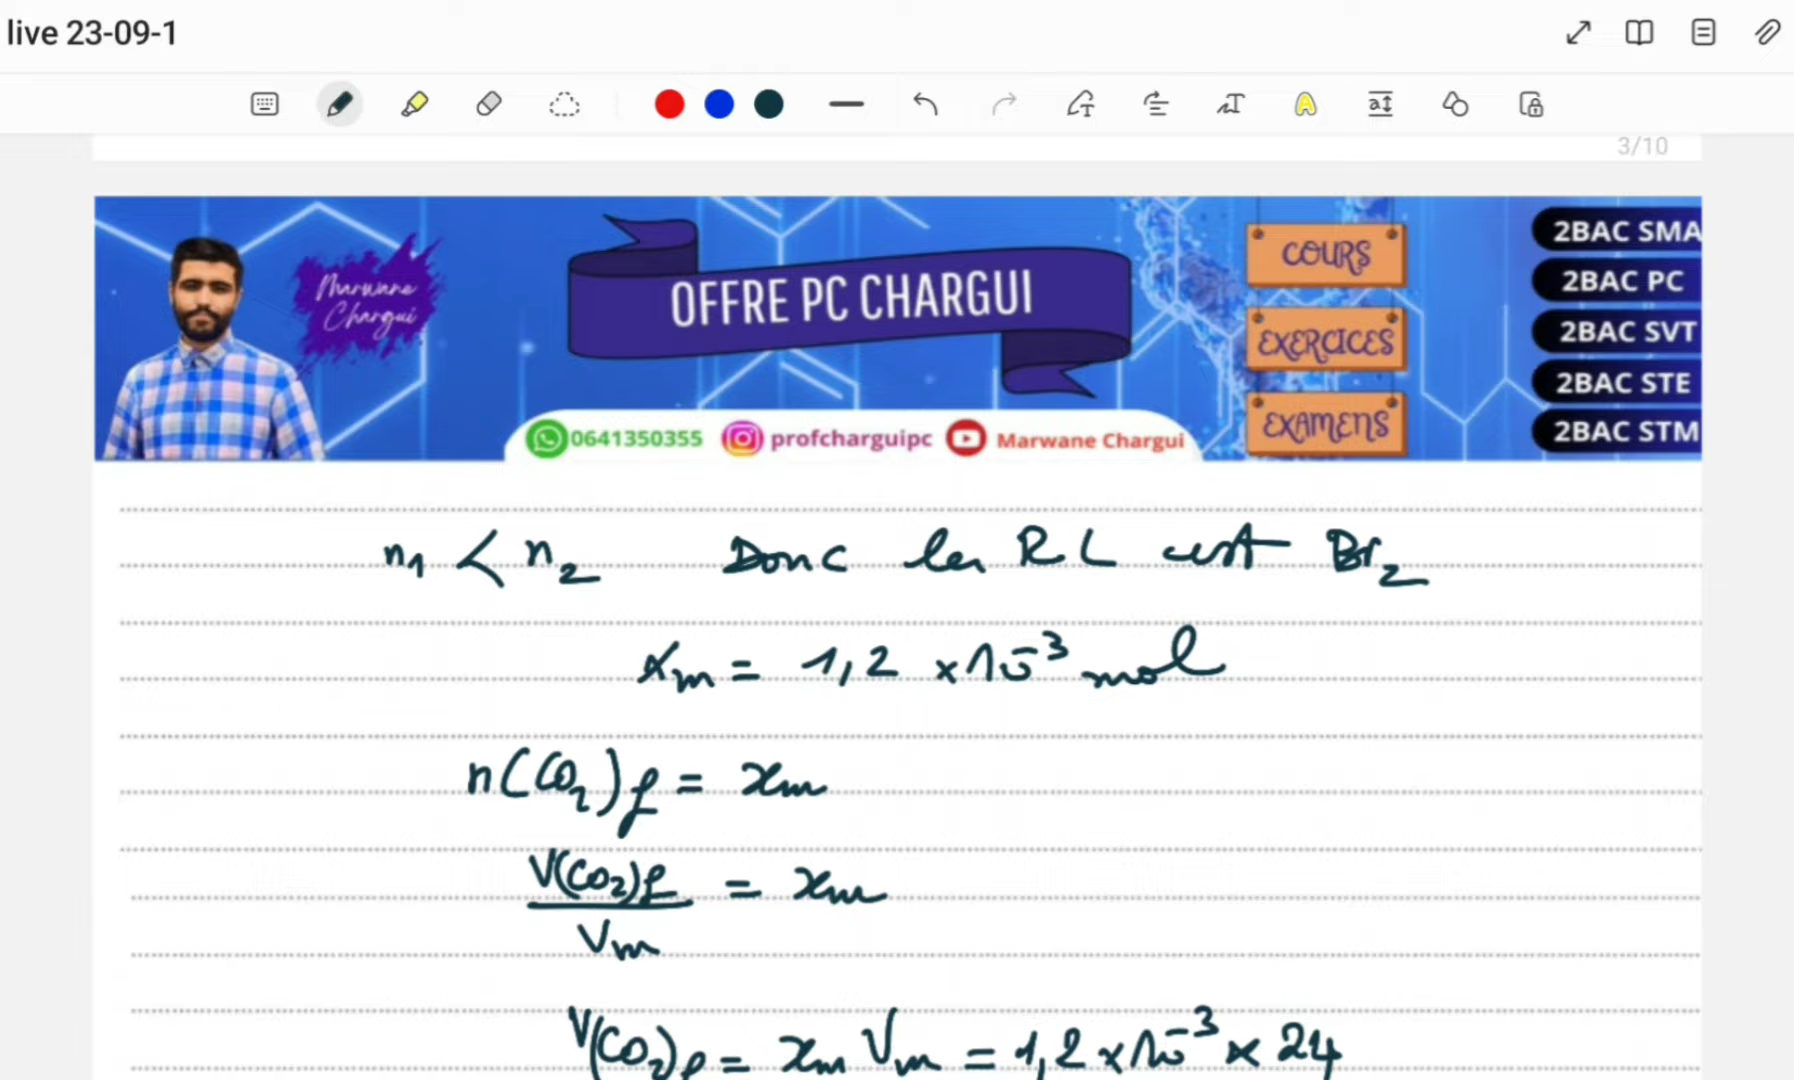 live 23-09-1
3/10
Marwane
Chargui
OFFRE PC CHARGUI
COURS
EXERCICES
EXAMENS
2BAC SMA
2BAC PC
2BAC SVT
2BAC STE
2BAC STM
0641350355 profcharguipc Marwane Chargui
n₁ < n₂ Donc le RL est Br₂
xm = 1,2 × 10⁻³ mol
n(CO₂)f = xm
V(CO₂)f / Vm = xm
V(CO₂)f = xm Vm = 1,2 × 10⁻³ × 24